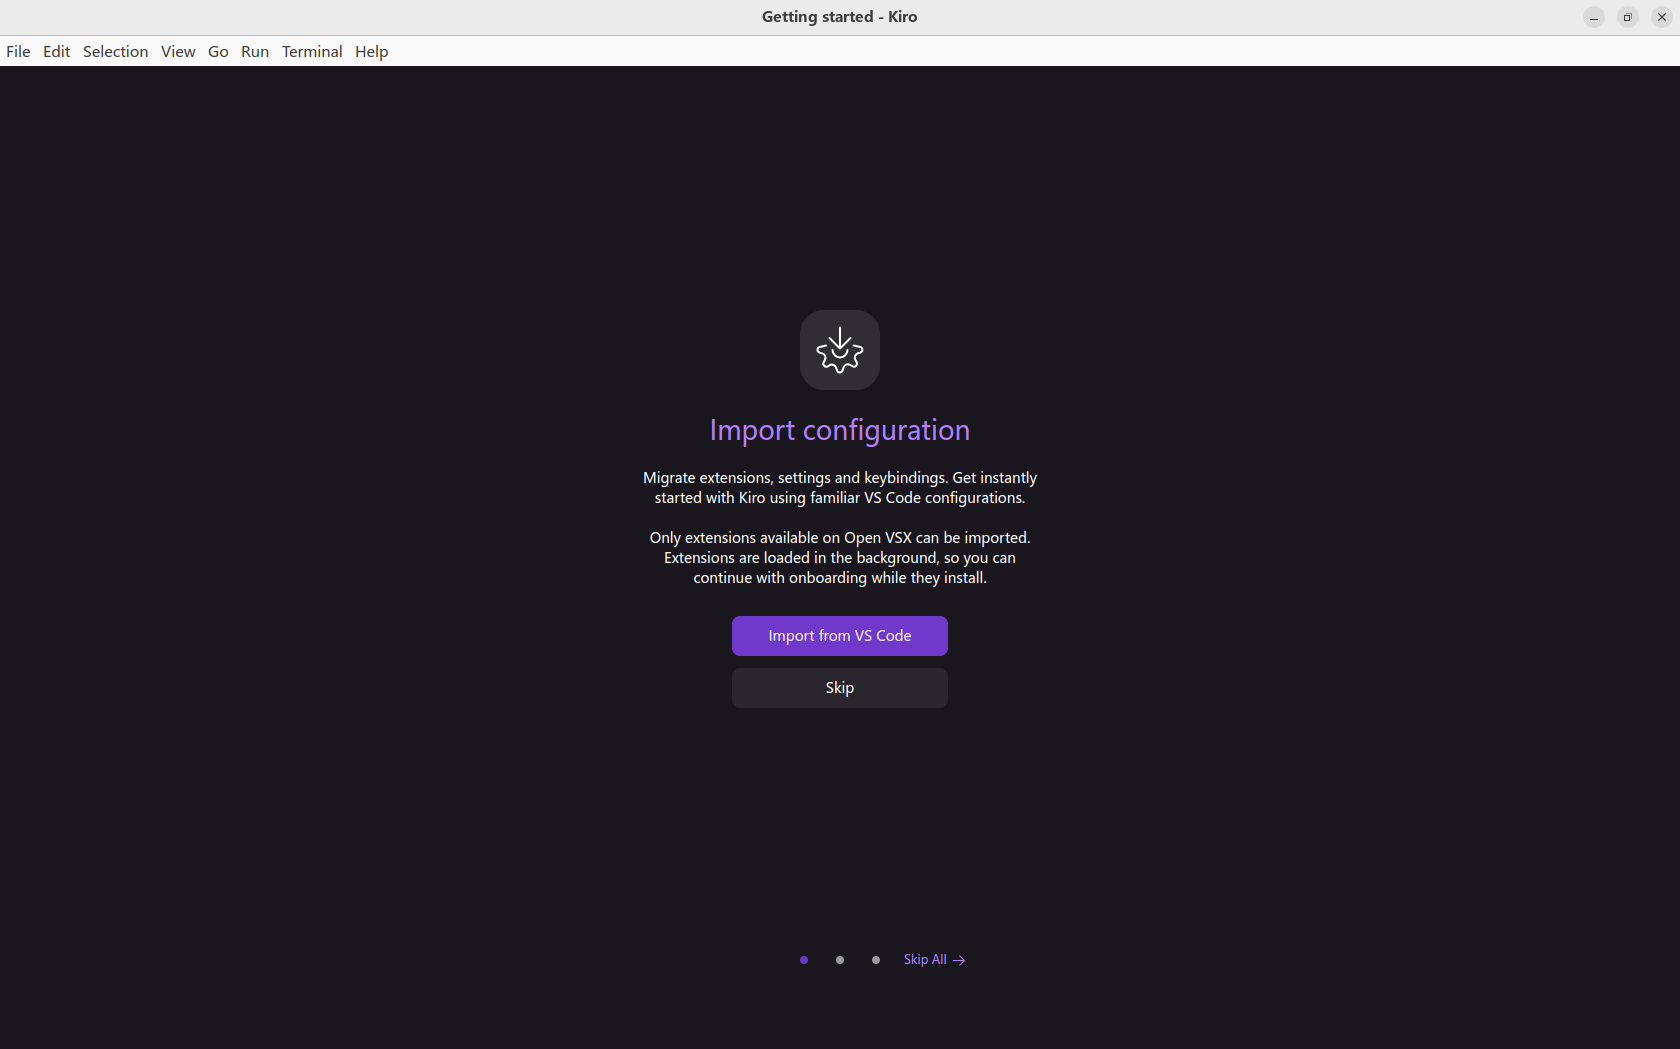 Getting started - Kiro
File Edit Selection View Go Run Terminal Help
Import configuration
Migrate extensions, settings and keybindings. Get instantly
started with Kiro using familiar VS Code configurations.
Only extensions available on Open VSX can be imported.
Extensions are loaded in the background, so you can
continue with onboarding while they install.
Import from VS Code
Skip
Skip All →